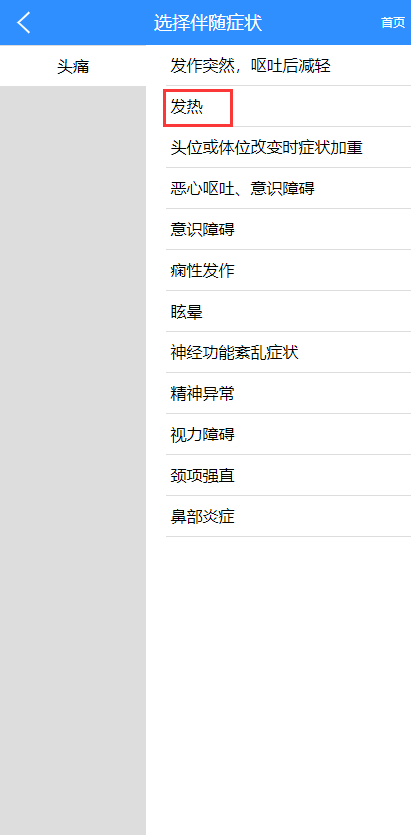 选择伴随症状
首页
头痛
发作突然，呕吐后减轻
发热
头位或体位改变时症状加重
恶心呕吐、意识障碍
意识障碍
痫性发作
眩晕
神经功能紊乱症状
精神异常
视力障碍
颈项强直
鼻部炎症